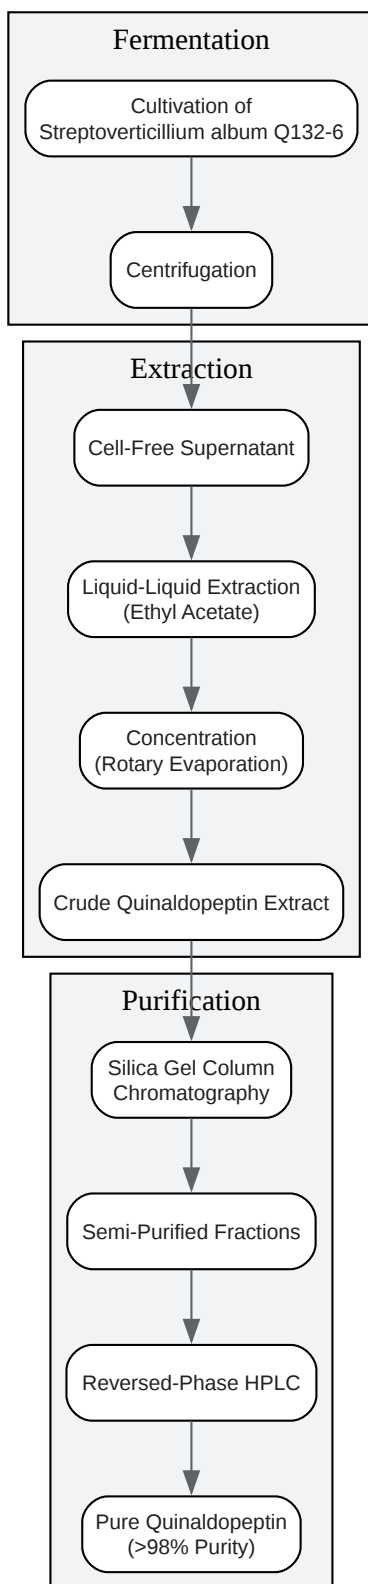 Fermentation
Cultivation of
Streptoverticillium album Q132-6
Centrifugation
Extraction
Cell-Free Supernatant
Liquid-Liquid Extraction
(Ethyl Acetate)
Concentration
(Rotary Evaporation)
Crude Quinaldopeptin Extract
Purification
Silica Gel Column
Chromatography
Semi-Purified Fractions
Reversed-Phase HPLC
Pure Quinaldopeptin
(>98% Purity)